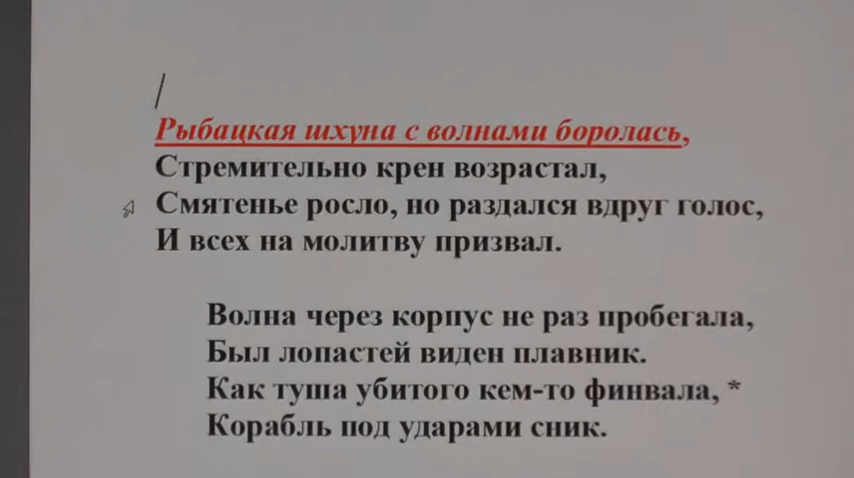 Рыбацкая шхуна с волнами боролась,
Стремительно крен возрастал,
Смятенье росло, но раздался вдруг голос,
И всех на молитву призвал.
Волна через корпус не раз пробегала,
Был лопастей виден плавник.
Как туша убитого кем-то финвала, *
Корабль под ударами сник.